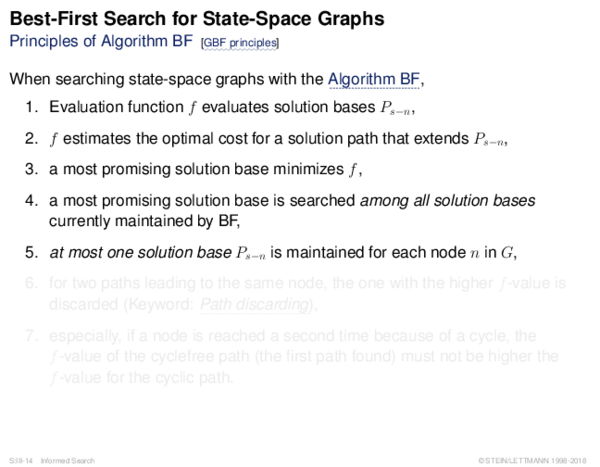 Best-First Search for State-Space Graphs
Principles of Algorithm BF [GBF principles]
When searching state-space graphs with the Algorithm BF,
1. Evaluation function f evaluates solution bases Pₛ₋ₙ,
2. f estimates the optimal cost for a solution path that extends Pₛ₋ₙ,
3. a most promising solution base minimizes f,
4. a most promising solution base is searched among all solution bases
currently maintained by BF,
5. at most one solution base Pₛ₋ₙ is maintained for each node n in G,
6. for two paths leading to the same node, the one with the higher f-value is
discarded (Keyword: Path discarding),
7. especially, if a node is reached a second time because of a cycle, the
f-value of the cyclefree path (the first path found) must not be higher the
f-value for the cyclic path.
S:II-14 Informed Search ©STEIN/LETTMANN 1998-2018